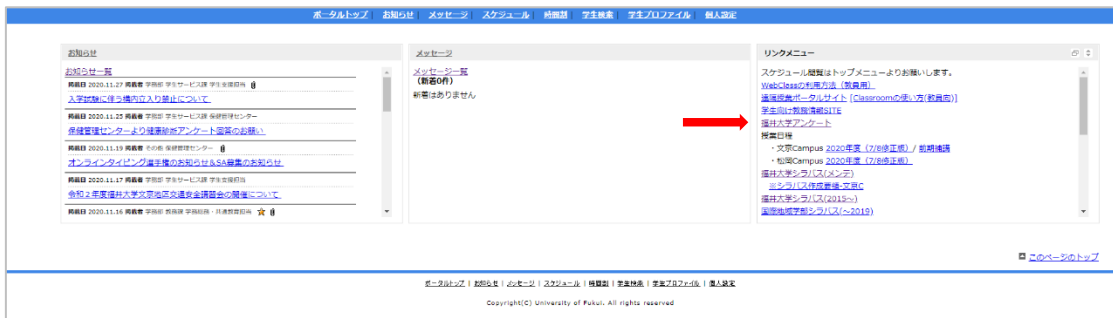 ポータルトップ | お知らせ | メッセージ | スケジュール | 時間割 | 学生検索 | 学生プロファイル | 個人設定
お知らせ
お知らせ一覧
掲載日 2020.11.27 掲載者 学務部 学生サービス課 学生支援担当
入学試験に伴う構内立入り禁止について
掲載日 2020.11.25 掲載者 学務部 学生サービス課 保健管理センター
保健管理センターより健康診断アンケート回答のお願い
掲載日 2020.11.19 掲載者 その他 保健管理センター
オンラインタイピング選手権のお知らせ＆SA募集のお知らせ
掲載日 2020.11.17 掲載者 学務部 学生サービス課 学生支援担当
令和２年度福井大学文京地区交通安全講習会の開催について
掲載日 2020.11.16 掲載者 学務部 教務課 学務総務・共通教育担当
メッセージ
メッセージ一覧
(新着0件)
新着はありません
リンクメニュー
スケジュール閲覧はトップメニューよりお願いします。
WebClassの利用方法（教員用）
遠隔授業ポータルサイト [Classroomの使い方(教員向)]
学生向け教務情報SITE
福井大学アンケート
授業日程
・文京Campus 2020年度（7/8修正版）/ 前期補講
・松岡Campus 2020年度（7/8修正版）
福井大学シラバス(メンテ)
※シラバス作成要領-文京C
福井大学シラバス(2015～)
国際地域学部シラバス(～2019)
このページのトップ
ポータルトップ | お知らせ | メッセージ | スケジュール | 時間割 | 学生検索 | 学生プロファイル | 個人設定
Copyright(C) University of Fukui. All rights reserved